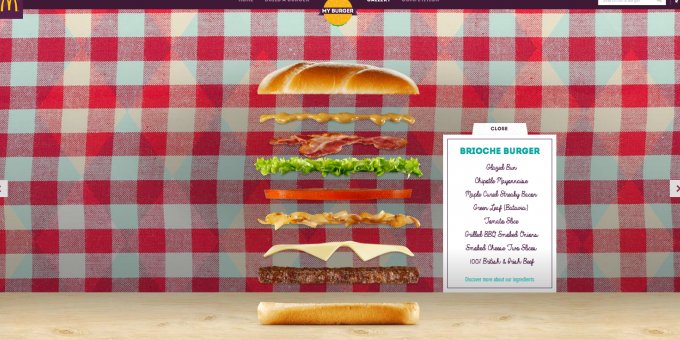 MY BURGER
GALLERY
CLOSE
BRIOCHE BURGER
Glazed Bun
Chipotle Mayonnaise
Maple Cured Streaky Bacon
Green Leaf (Batavia)
Tomato Slice
Grilled BBQ Smoked Onions
Smoked Cheese Two Slices
100% British & Irish Beef
Discover more about our ingredients